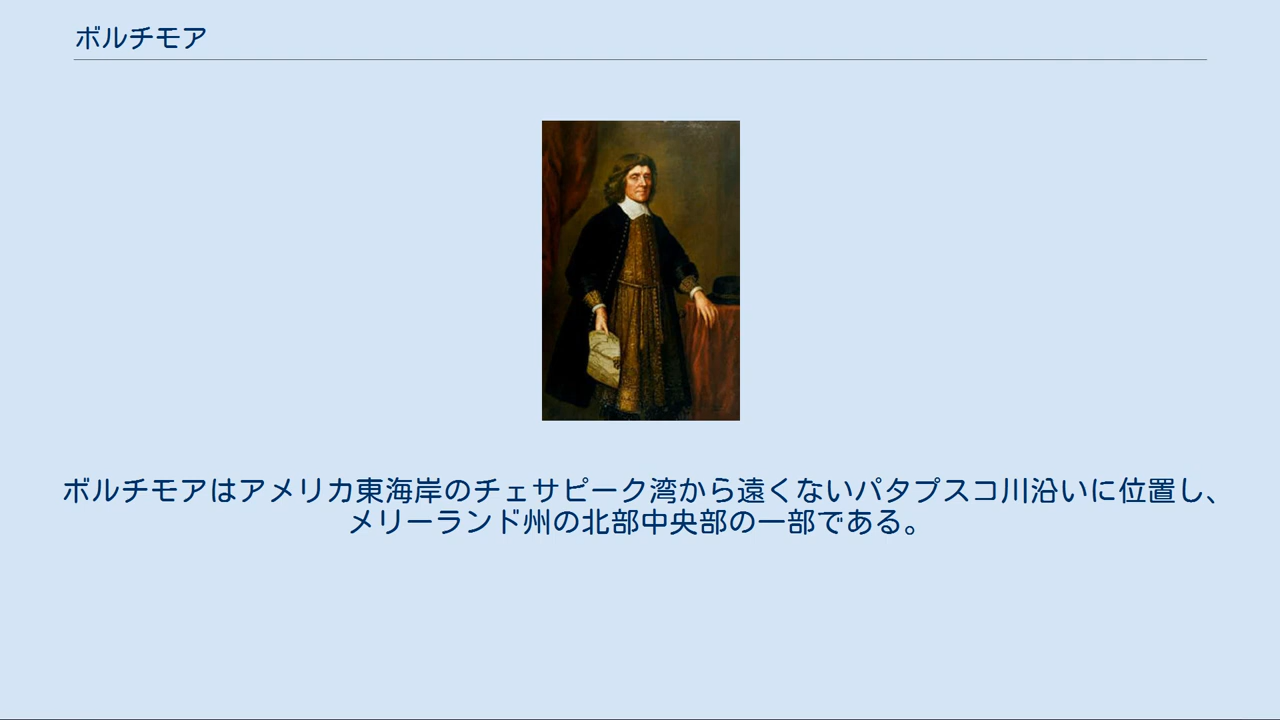 ボルチモア
ボルチモアはアメリカ東海岸のチェサピーク湾から遠くないパタプスコ川沿いに位置し、
メリーランド州の北部中央部の一部である。